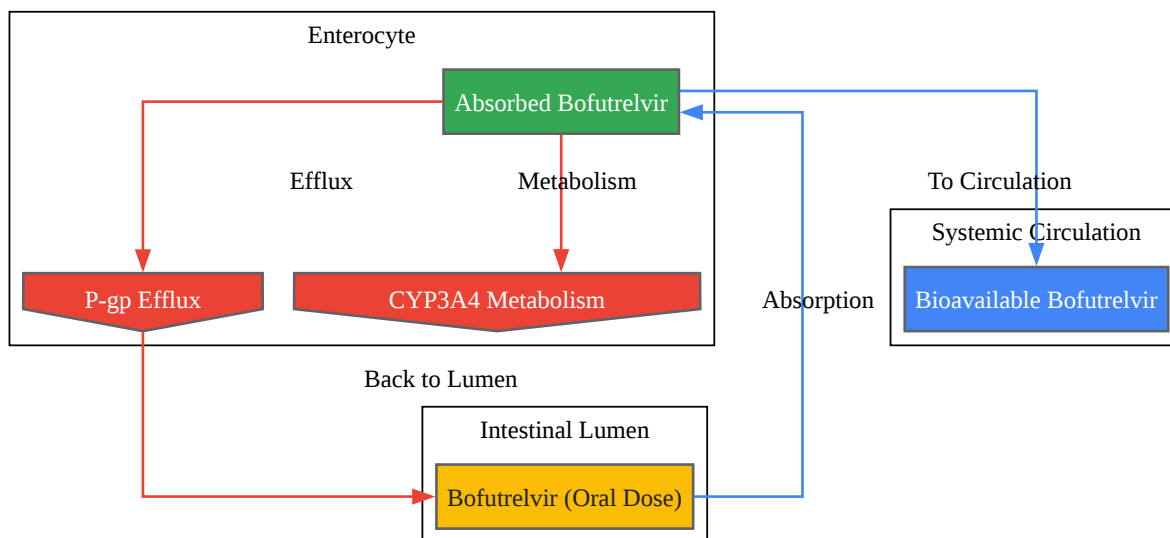 Enterocyte
Absorbed Bofutrelvir
Efflux
Metabolism
To Circulation
Systemic Circulation
P-gp Efflux
CYP3A4 Metabolism
Absorption
Bioavailable Bofutrelvir
Back to Lumen
Intestinal Lumen
Bofutrelvir (Oral Dose)